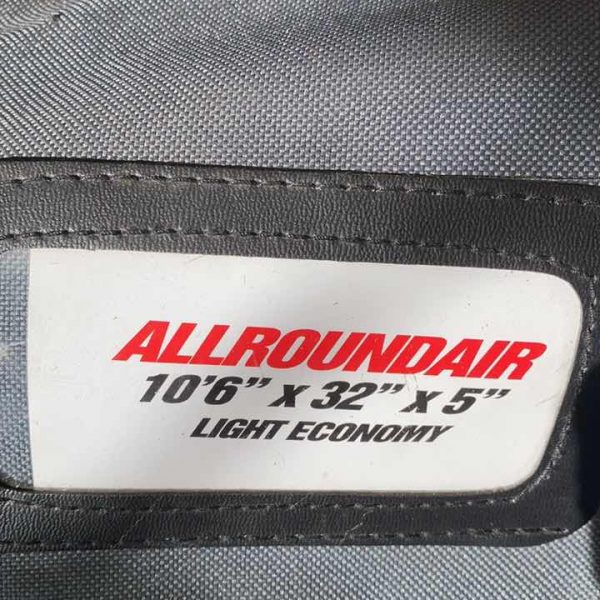 ALLROUNDAIR
10'6" x 32" x 5"
LIGHT ECONOMY